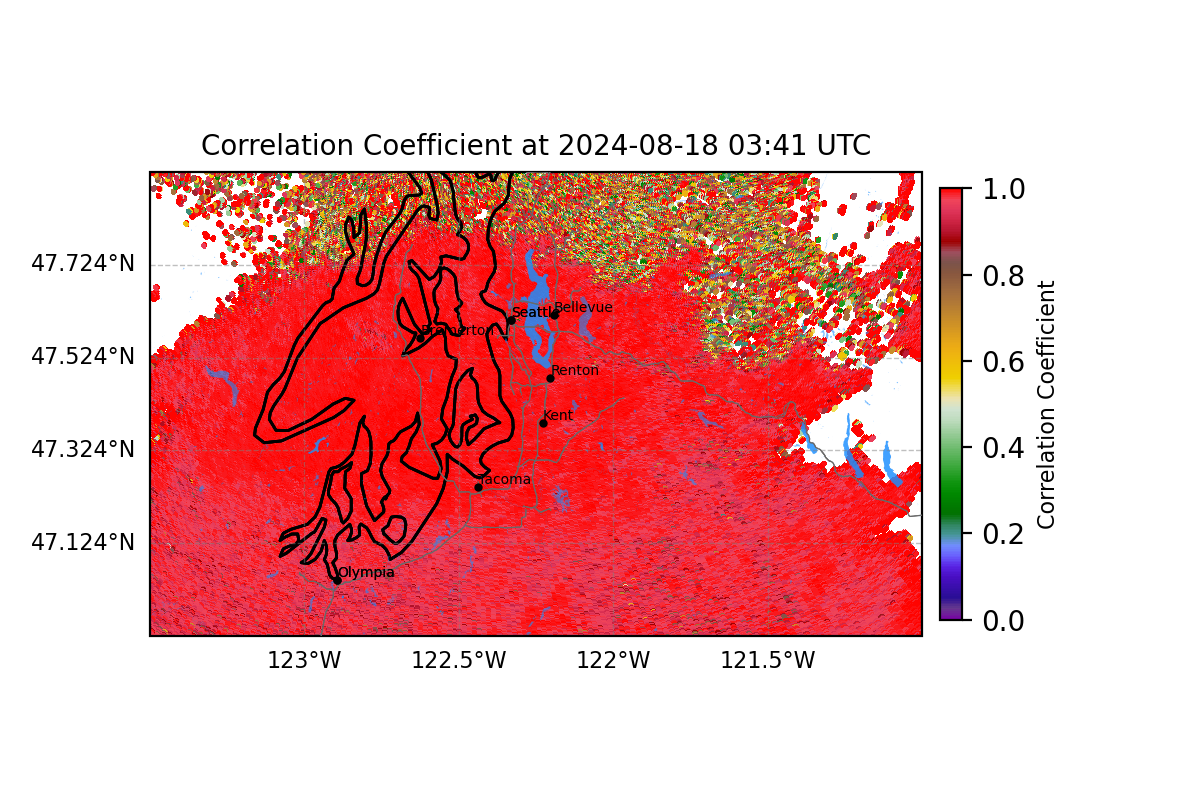 Correlation Coefficient at 2024-08-18 03:41 UTC
1.0
47.724°N
0.8
Bellevue
Seattle
Bremerton
47.524°N
0.6
Renton
Kent
47.324°N
0.4
Tacoma
47.124°N
0.2
Olympia
0.0
Correlation Coefficient
123°W
122.5°W
122°W
121.5°W